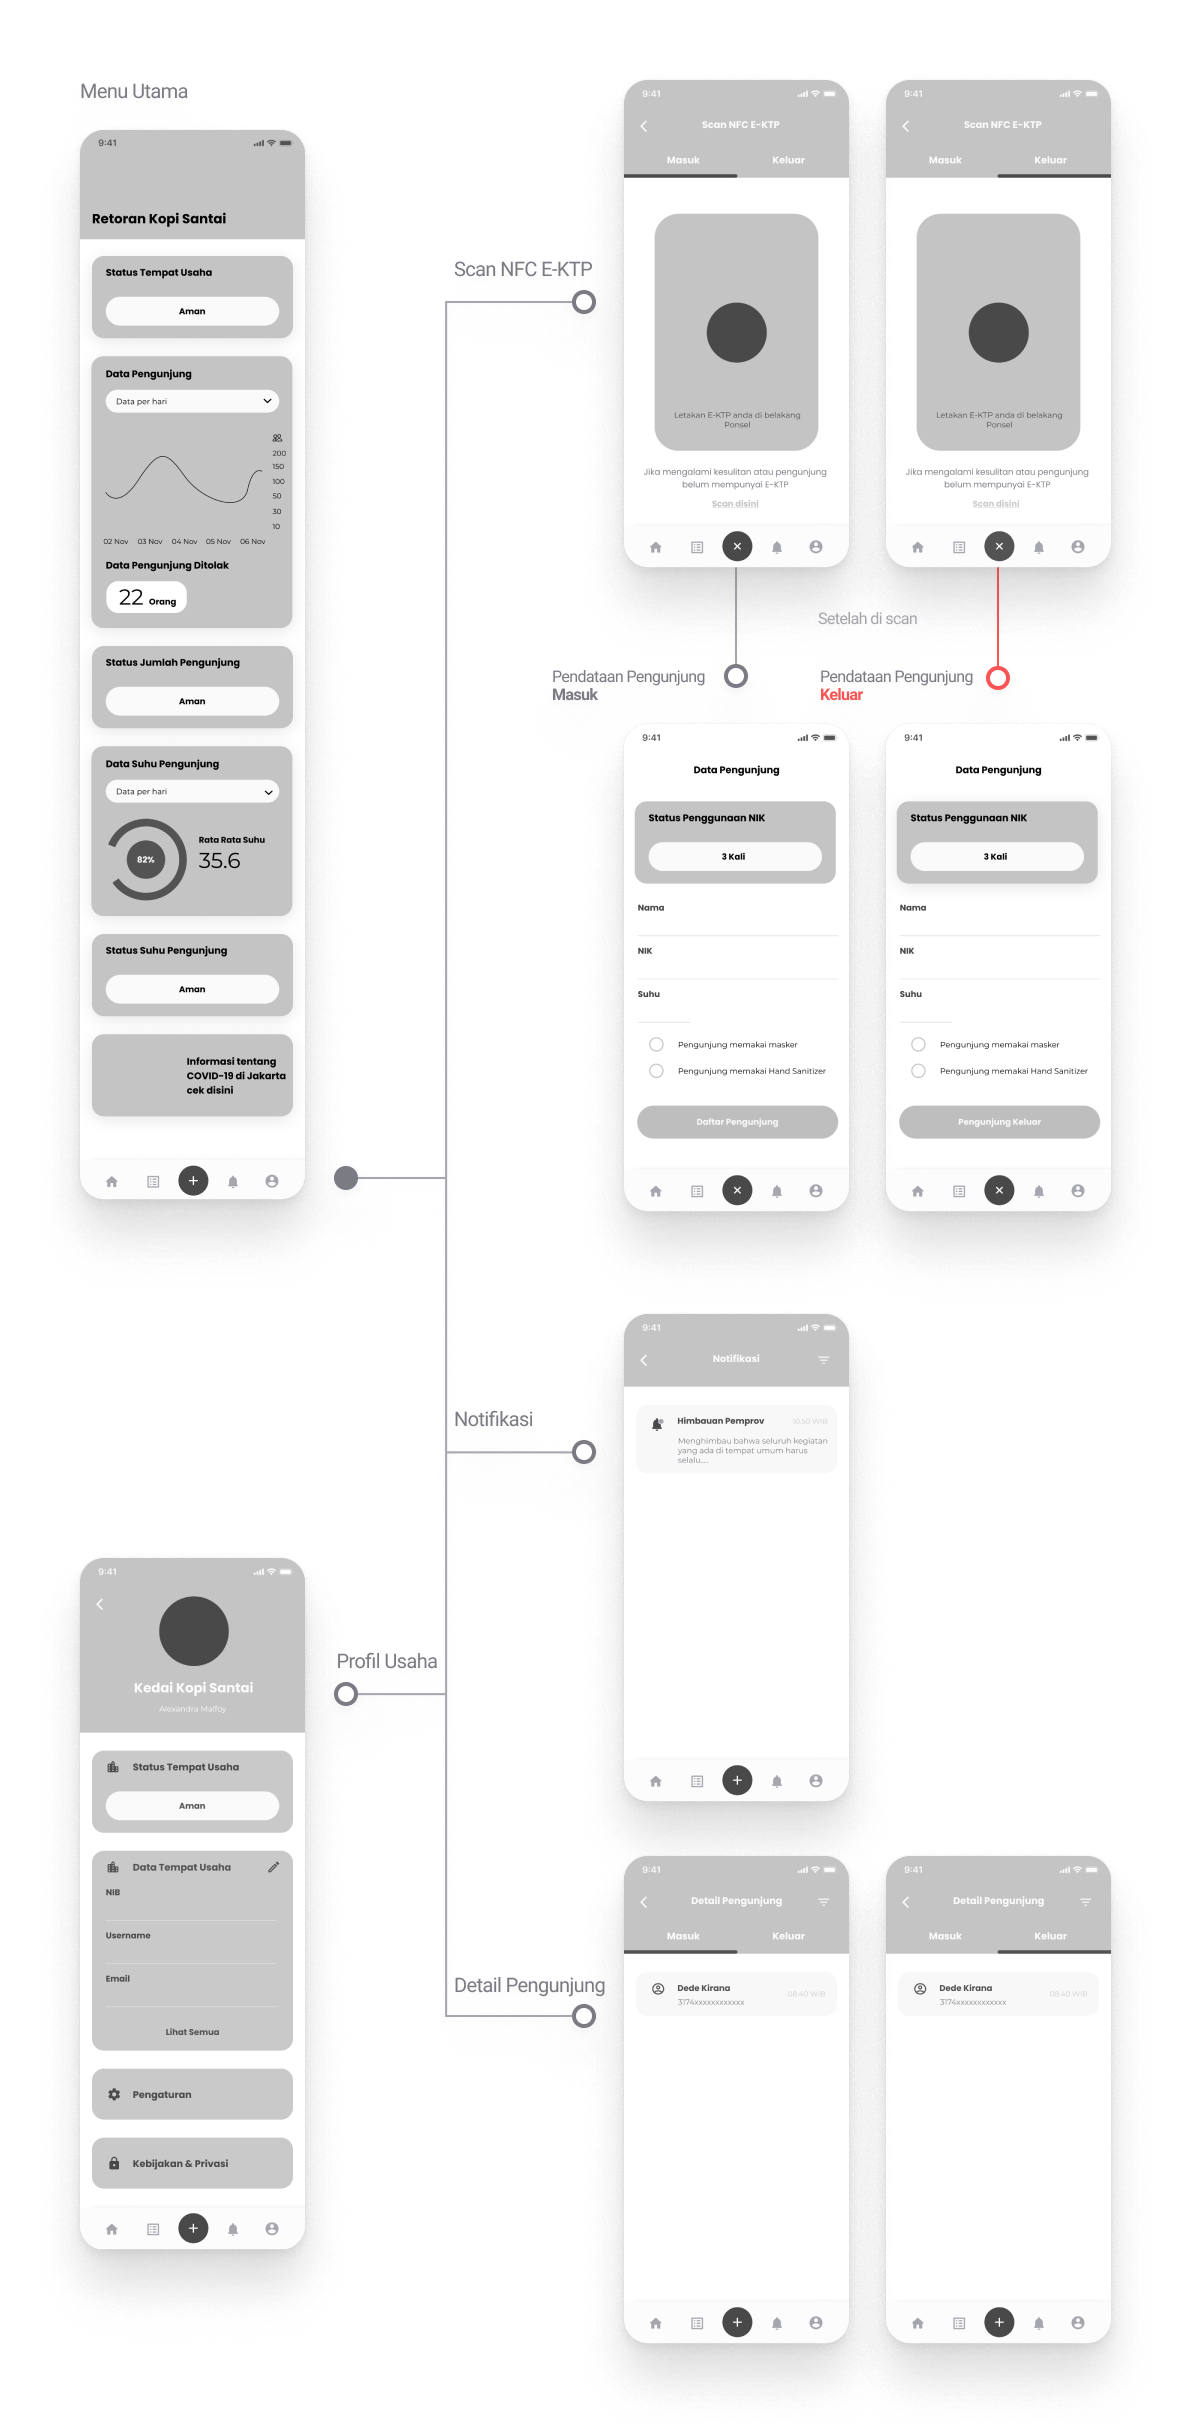 Menu Utama
9:41
Retoran Kopi Santai
Status Tempat Usaha
Aman
Data Pengunjung
Data per hari
200
150
100
50
30
10
02 Nov 03 Nov 04 Nov 05 Nov 06 Nov
Data Pengunjung Ditolak
22 Orang
Status Jumlah Pengunjung
Aman
Data Suhu Pengunjung
Data per hari
82%
Rata Rata Suhu
35.6
Status Suhu Pengunjung
Aman
Informasi tentang
COVID-19 di Jakarta
cek disini
Scan NFC E-KTP
9:41
Scan NFC E-KTP
Masuk Keluar
Letakan E-KTP anda di belakang
Ponsel
Jika mengalami kesulitan atau pengunjung
belum mempunyai E-KTP
Scan disini
9:41
Scan NFC E-KTP
Masuk Keluar
Letakan E-KTP anda di belakang
Ponsel
Jika mengalami kesulitan atau pengunjung
belum mempunyai E-KTP
Scan disini
Setelah di scan
Pendataan Pengunjung
Masuk
Pendataan Pengunjung
Keluar
9:41
Data Pengunjung
Status Penggunaan NIK
3 Kali
Nama
NIK
Suhu
Pengunjung memakai masker
Pengunjung memakai Hand Sanitizer
Daftar Pengunjung
9:41
Data Pengunjung
Status Penggunaan NIK
3 Kali
Nama
NIK
Suhu
Pengunjung memakai masker
Pengunjung memakai Hand Sanitizer
Pengunjung Keluar
Notifikasi
9:41
Notifikasi
Himbauan Pemprov 10.50 WIB
Menghimbau bahwa seluruh kegiatan
yang ada di tempat umum harus
selalu....
Profil Usaha
9:41
Kedai Kopi Santai
Alexandra Malfoy
Status Tempat Usaha
Aman
Data Tempat Usaha
NIB
Username
Email
Lihat Semua
Pengaturan
Kebijakan & Privasi
Detail Pengunjung
9:41
Detail Pengunjung
Masuk Keluar
Dede Kirana
3174xxxxxxxxxxxx
08.40 WIB
9:41
Detail Pengunjung
Masuk Keluar
Dede Kirana
3174xxxxxxxxxxxx
08.40 WIB